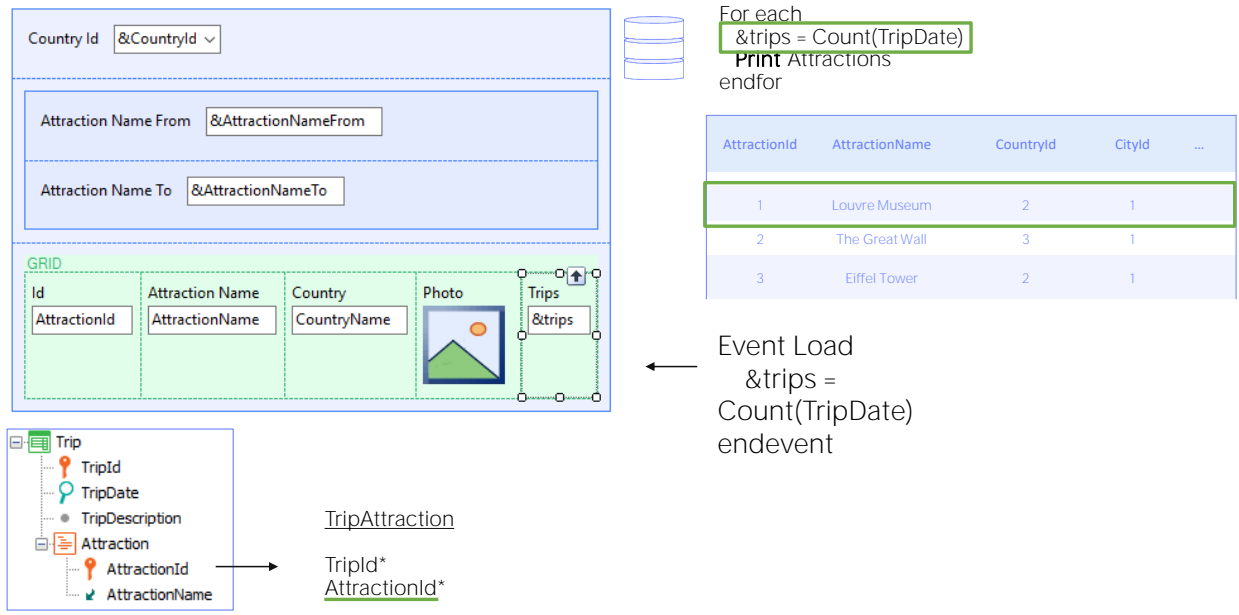 Country Id
&CountryId
Attraction Name From
&AttractionNameFrom
Attraction Name To
&AttractionNameTo
GRID
Id
Attraction Name
Country
Photo
Trips
AttractionId
AttractionName
CountryName
&trips
Trip
TripId
TripDate
TripDescription
Attraction
AttractionId
AttractionName
TripAttraction
TripId*
AttractionId*
For each
&trips = Count(TripDate)
Print Attractions
endfor
AttractionId AttractionName CountryId CityId ...
1 Louvre Museum 2 1
2 The Great Wall 3 1
3 Eiffel Tower 2 1
Event Load
&trips =
Count(TripDate)
endevent